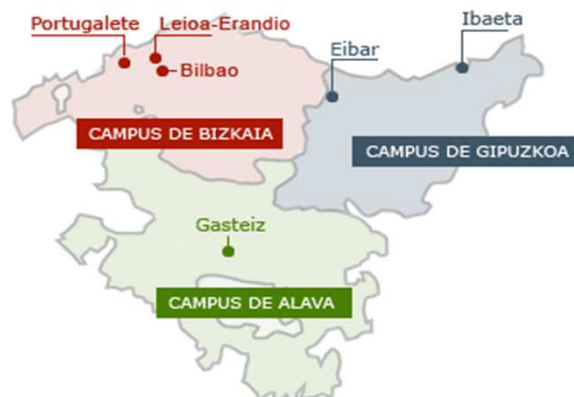 Portugalete
Leioa-Erandio
Ibaeta
Eibar
Bilbao
CAMPUS DE BIZKAIA
CAMPUS DE GIPUZKOA
Gasteiz
CAMPUS DE ALAVA